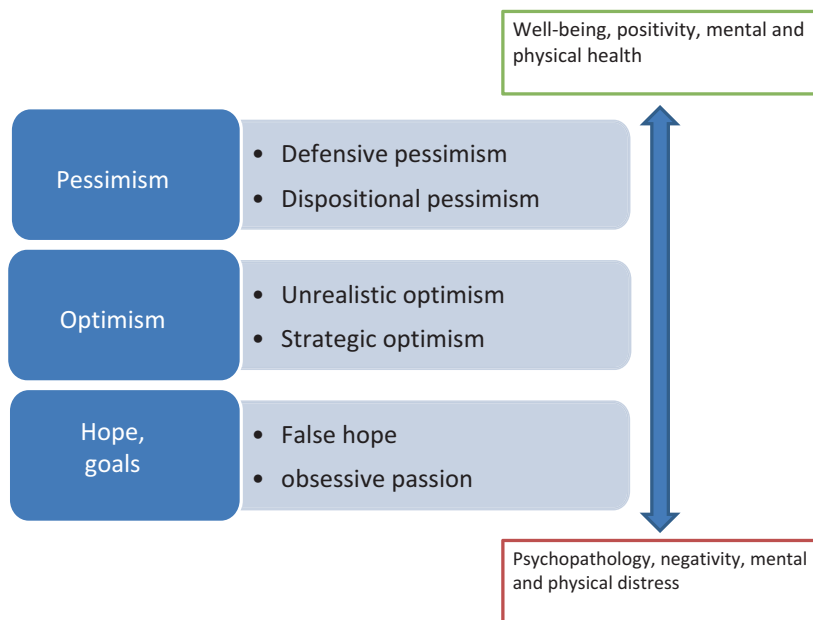 Well-being, positivity, mental and
physical health
Pessimism
• Defensive pessimism
• Dispositional pessimism
Optimism
• Unrealistic optimism
• Strategic optimism
Hope,
goals
• False hope
• obsessive passion
Psychopathology, negativity, mental
and physical distress